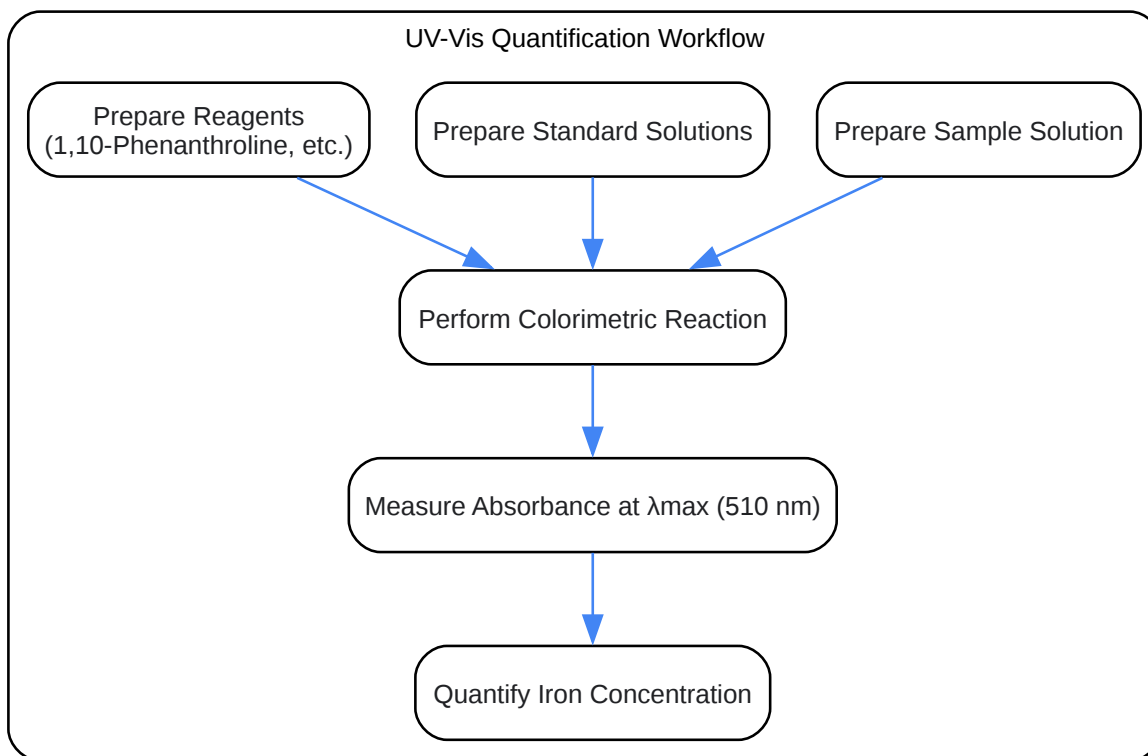 UV-Vis Quantification Workflow
Prepare Reagents
(1,10-Phenanthroline, etc.)
Prepare Standard Solutions
Prepare Sample Solution
Perform Colorimetric Reaction
Measure Absorbance at λmax (510 nm)
Quantify Iron Concentration